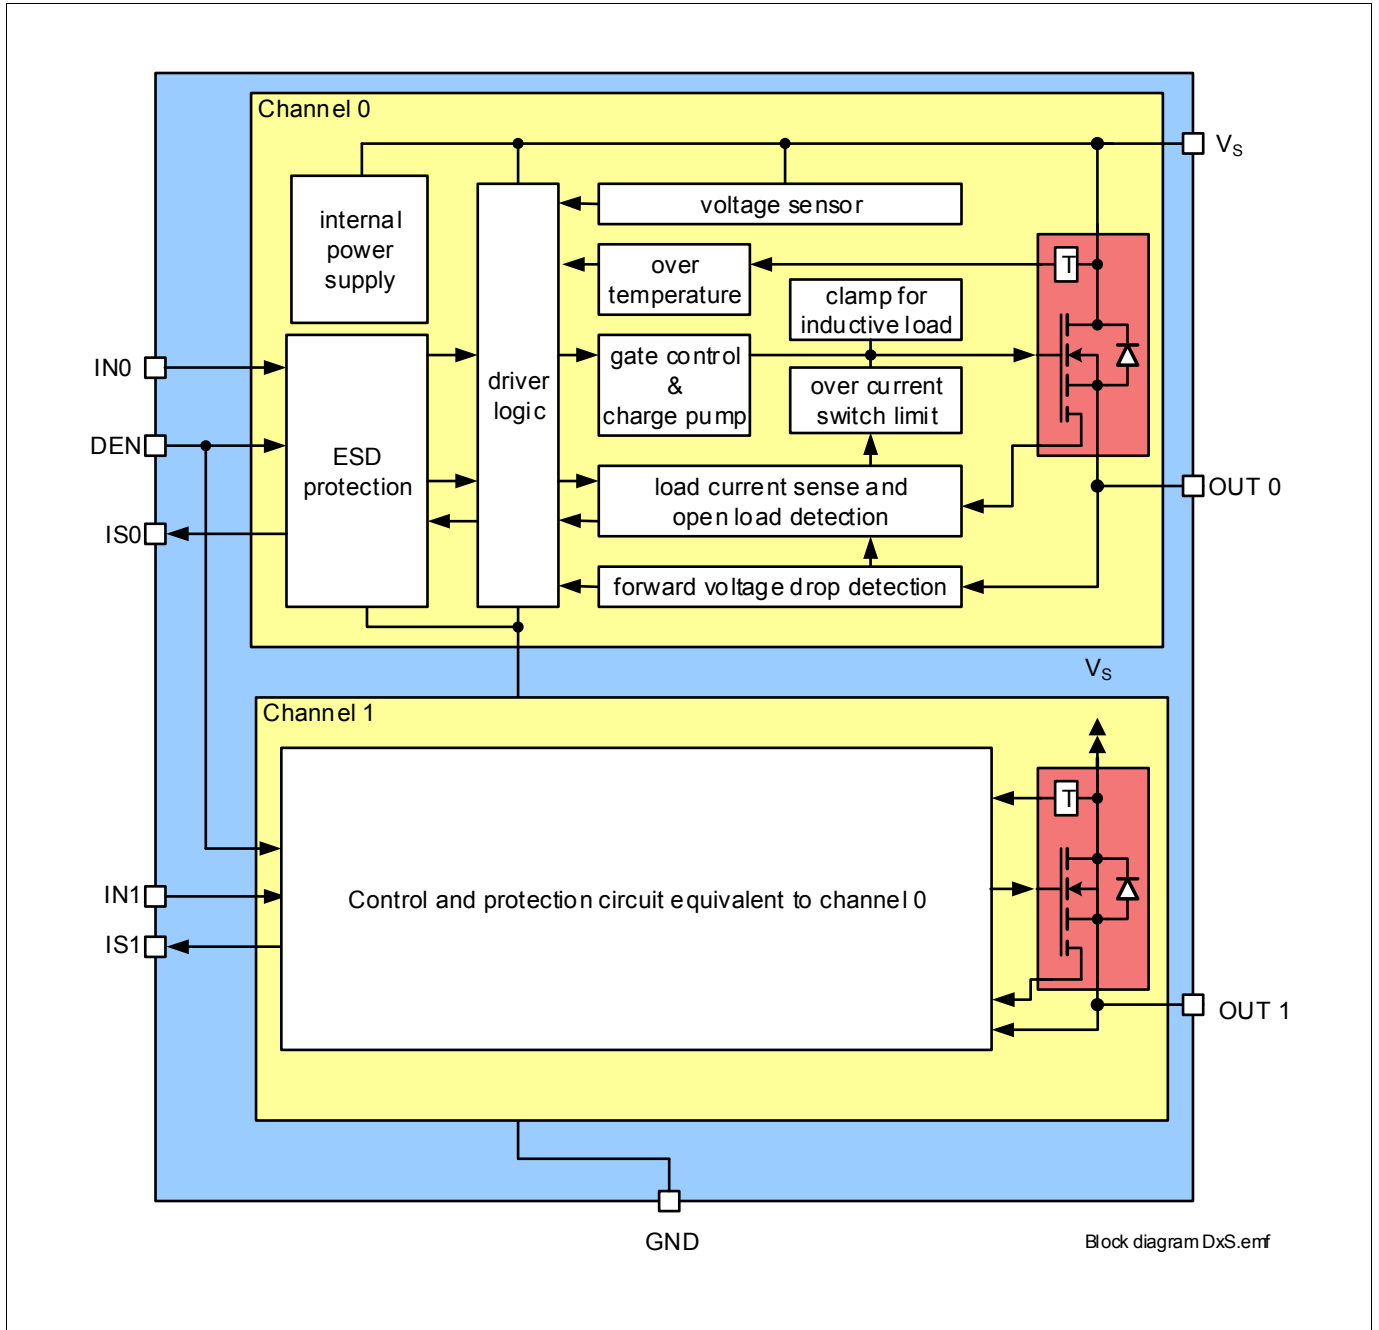 Channel 0
VS
internal
power
supply
voltage sensor
over
temperature
T
clamp for
inductive load
IN0
gate control
&
charge pump
driver
logic
over current
switch limit
DEN
ESD
protection
load current sense and
open load detection
OUT 0
IS0
forward voltage drop detection
VS
Channel 1
T
IN1
Control and protection circuit equivalent to channel 0
IS1
OUT 1
GND
Block diagram DxS.emf